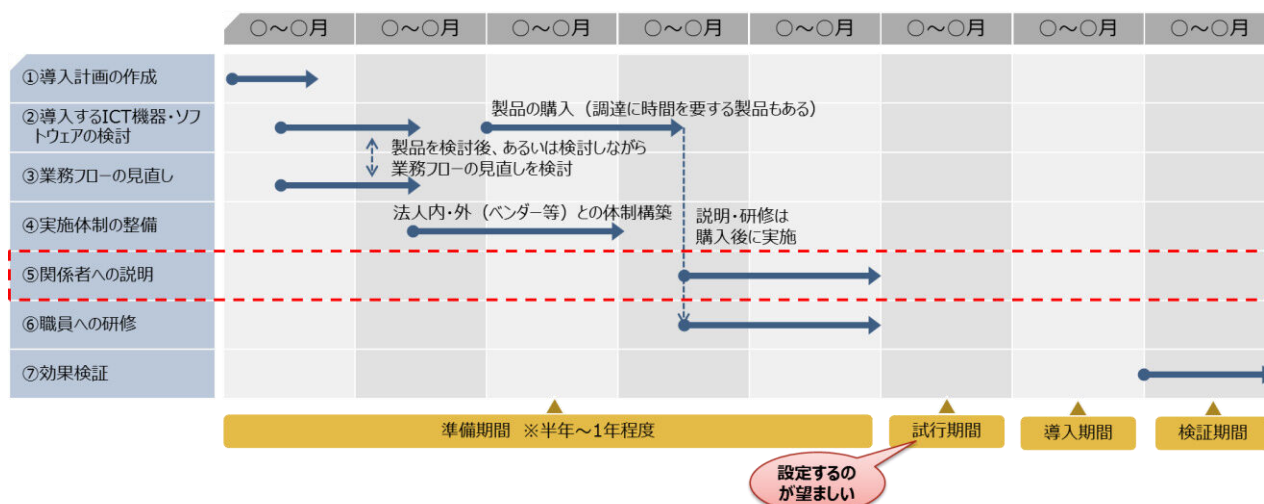 ○～○月 ○～○月 ○～○月 ○～○月 ○～○月 ○～○月 ○～○月 ○～○月
①導入計画の作成
②導入するICT機器・ソフ
トウェアの検討
製品の購入（調達に時間を要する製品もある）
製品を検討後、あるいは検討しながら
業務フローの見直しを検討
③業務フローの見直し
④実施体制の整備
法人内・外（ベンダー等）との体制構築
説明・研修は
購入後に実施
⑤関係者への説明
⑥職員への研修
⑦効果検証
準備期間 ※半年～1年程度
試行期間
導入期間
検証期間
設定するの
が望ましい